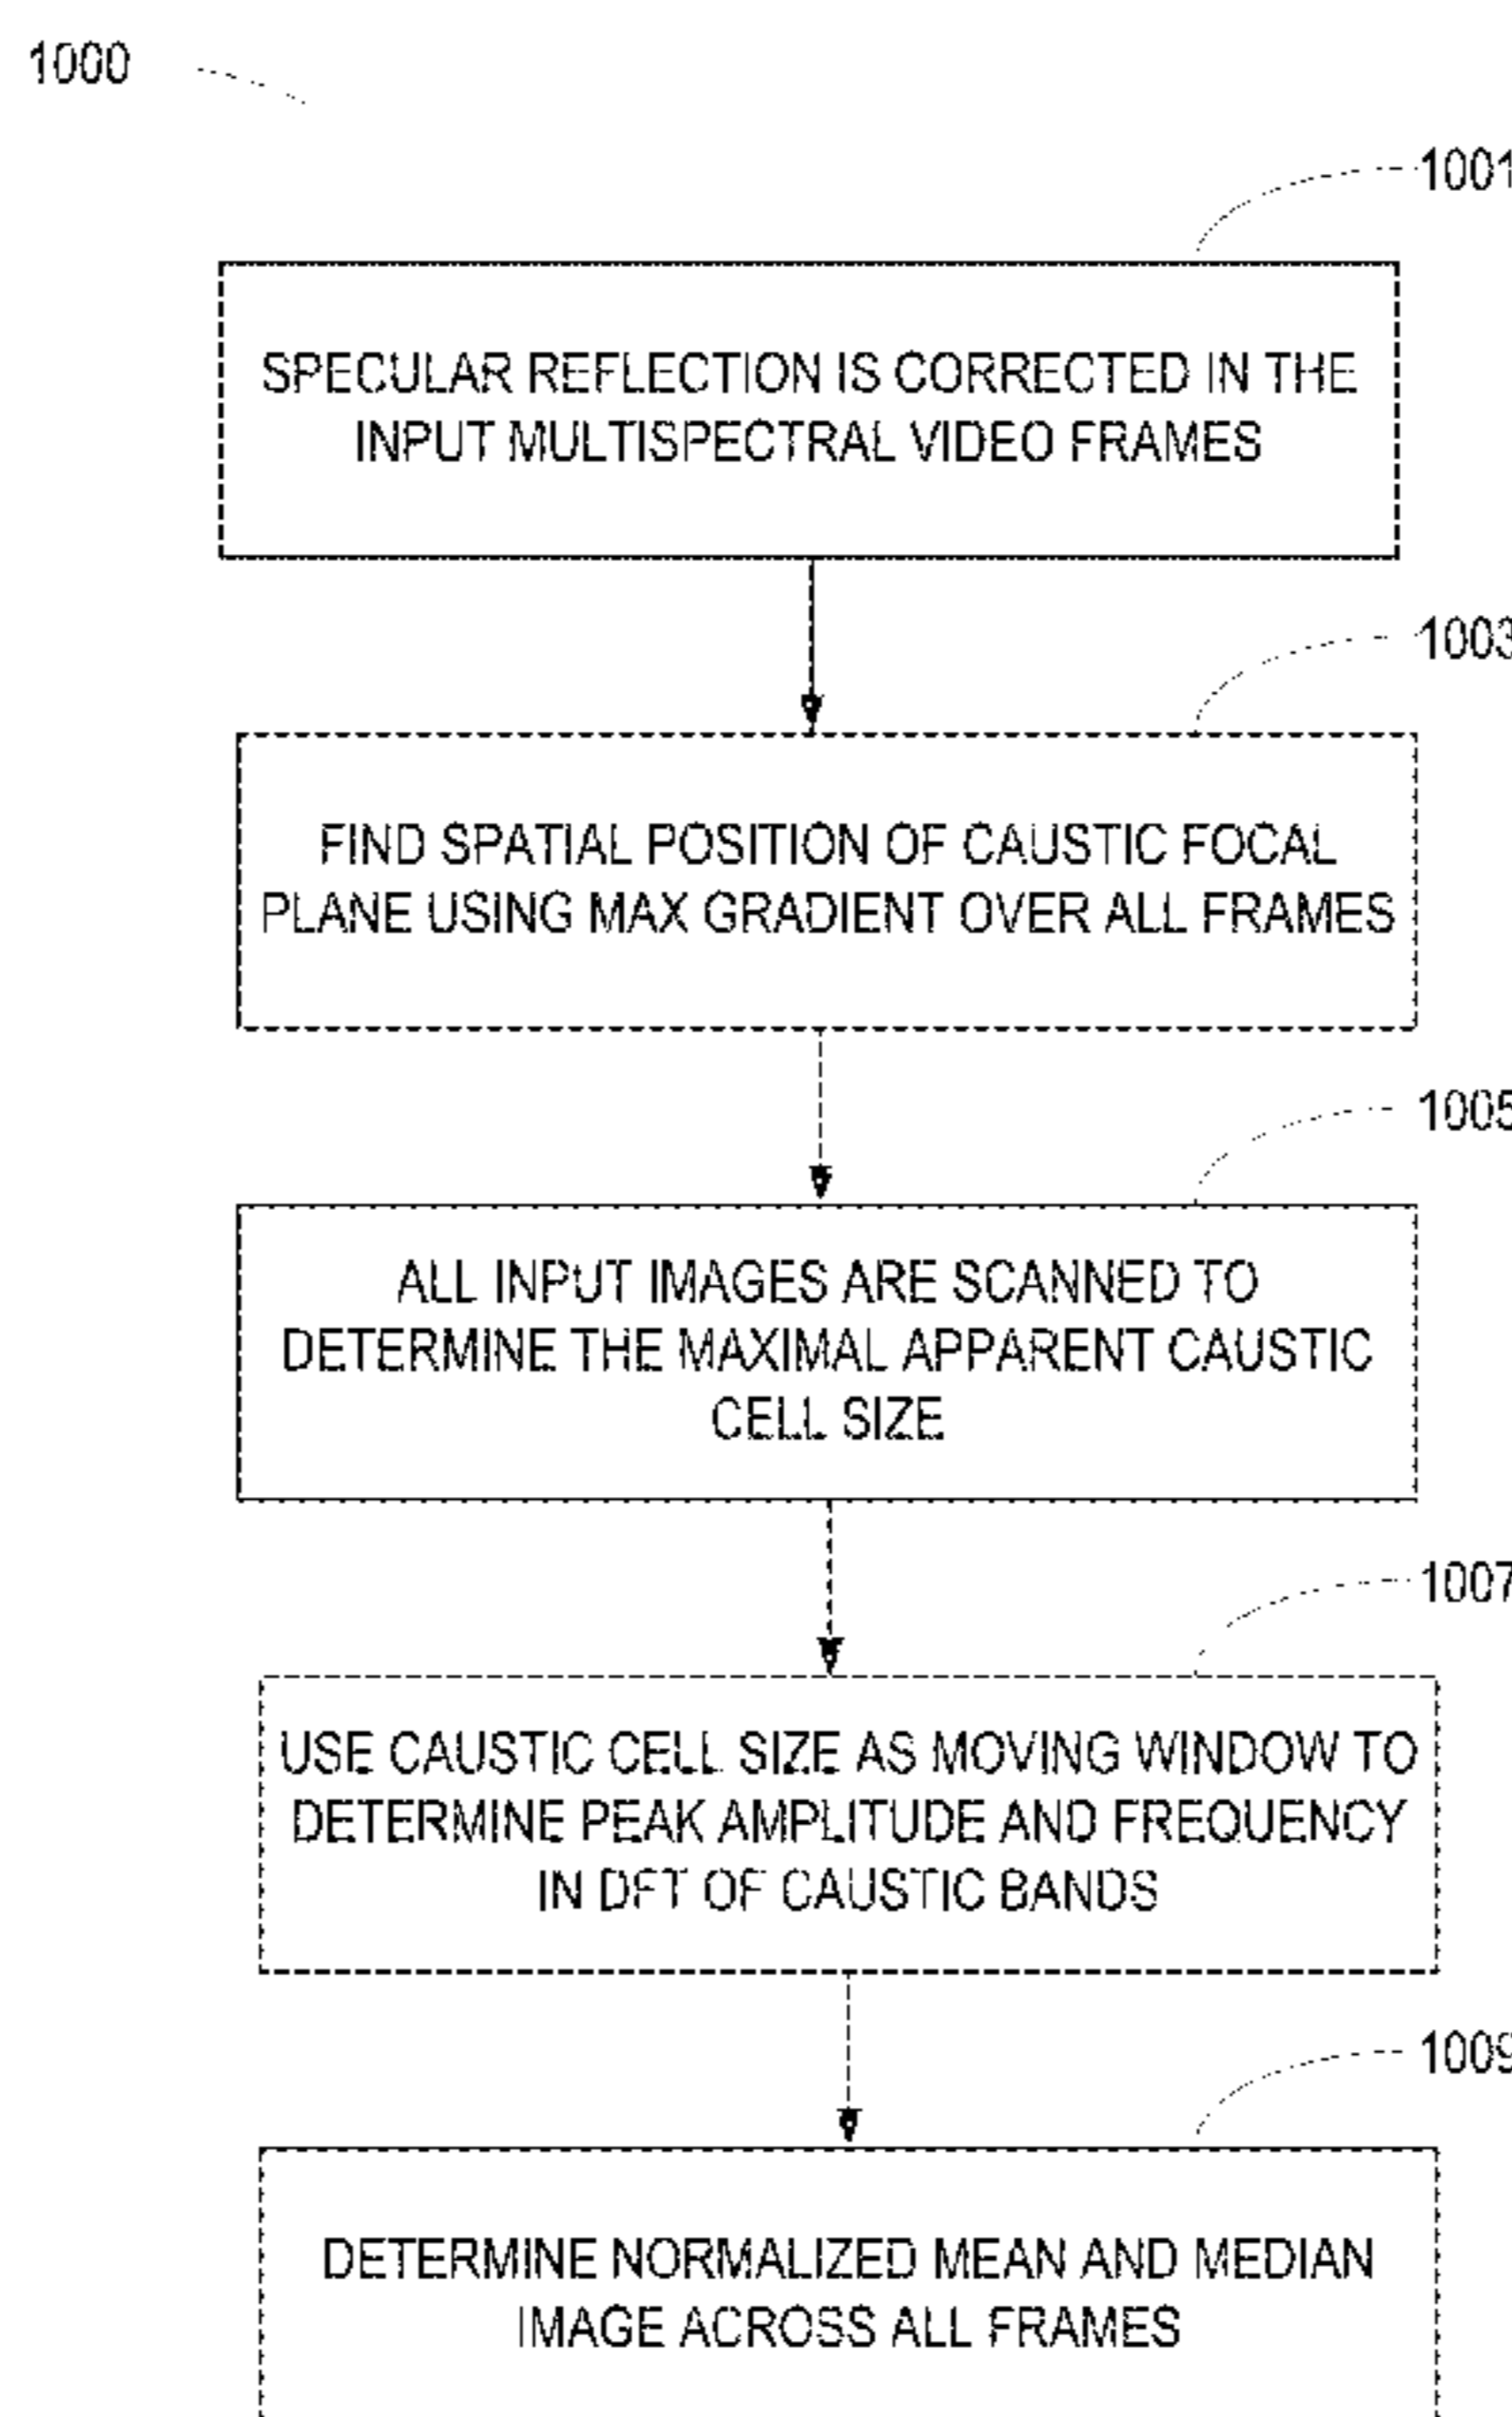 1000
1001
SPECULAR REFLECTION IS CORRECTED IN THE
INPUT MULTISPECTRAL VIDEO FRAMES
1003
FIND SPATIAL POSITION OF CAUSTIC FOCAL
PLANE USING MAX GRADIENT OVER ALL FRAMES
1005
ALL INPUT IMAGES ARE SCANNED TO
DETERMINE THE MAXIMAL APPARENT CAUSTIC
CELL SIZE
1007
USE CAUSTIC CELL SIZE AS MOVING WINDOW TO
DETERMINE PEAK AMPLITUDE AND FREQUENCY
IN DFT OF CAUSTIC BANDS
1009
DETERMINE NORMALIZED MEAN AND MEDIAN
IMAGE ACROSS ALL FRAMES